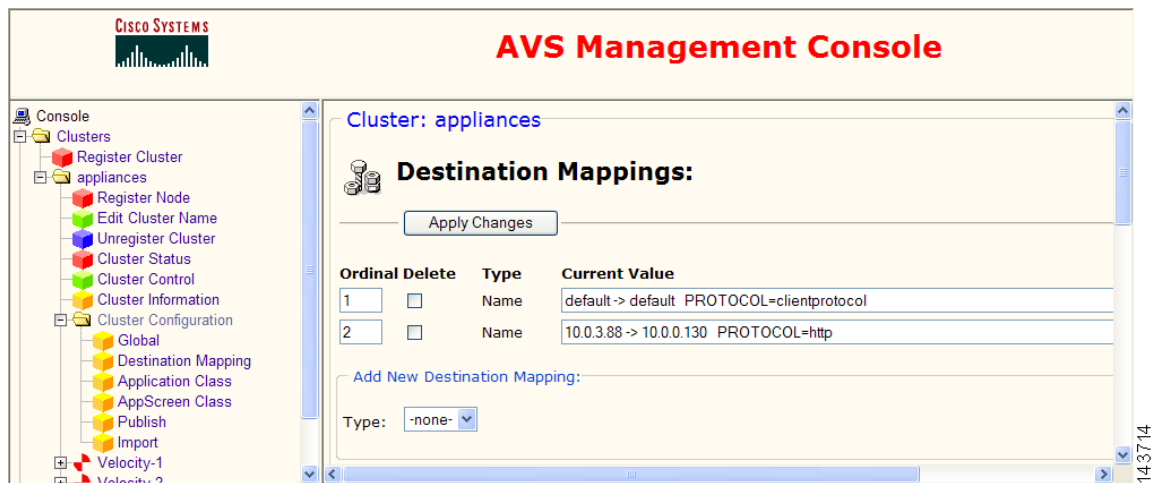 CISCO SYSTEMS
AVS Management Console
Console
Clusters
Register Cluster
appliances
Register Node
Edit Cluster Name
Unregister Cluster
Cluster Status
Cluster Control
Cluster Information
Cluster Configuration
Global
Destination Mapping
Application Class
AppScreen Class
Publish
Import
Velocity-1
Velocity-2
Cluster: appliances
Destination Mappings:
Apply Changes
Ordinal Delete Type Current Value
1 Name default -> default PROTOCOL=clientprotocol
2 Name 10.0.3.88 -> 10.0.0.130 PROTOCOL=http
Add New Destination Mapping:
Type: -none-
143714